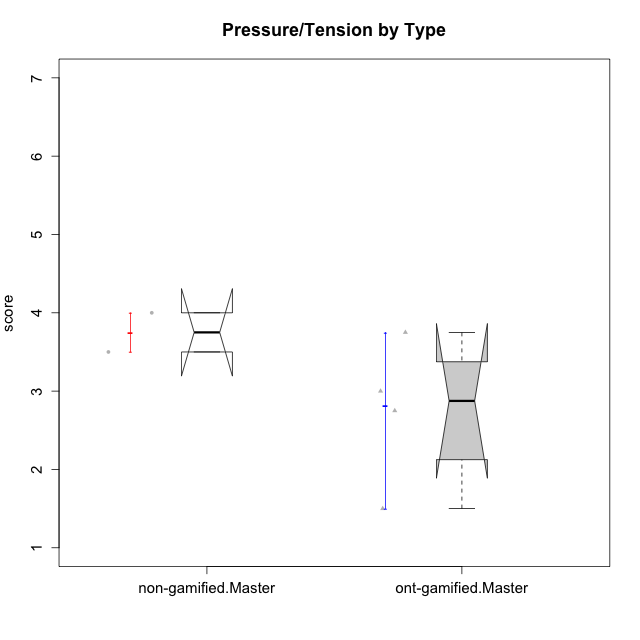 Pressure/Tension by Type
7
6
5
4
3
2
1
score
non-gamified.Master
ont-gamified.Master